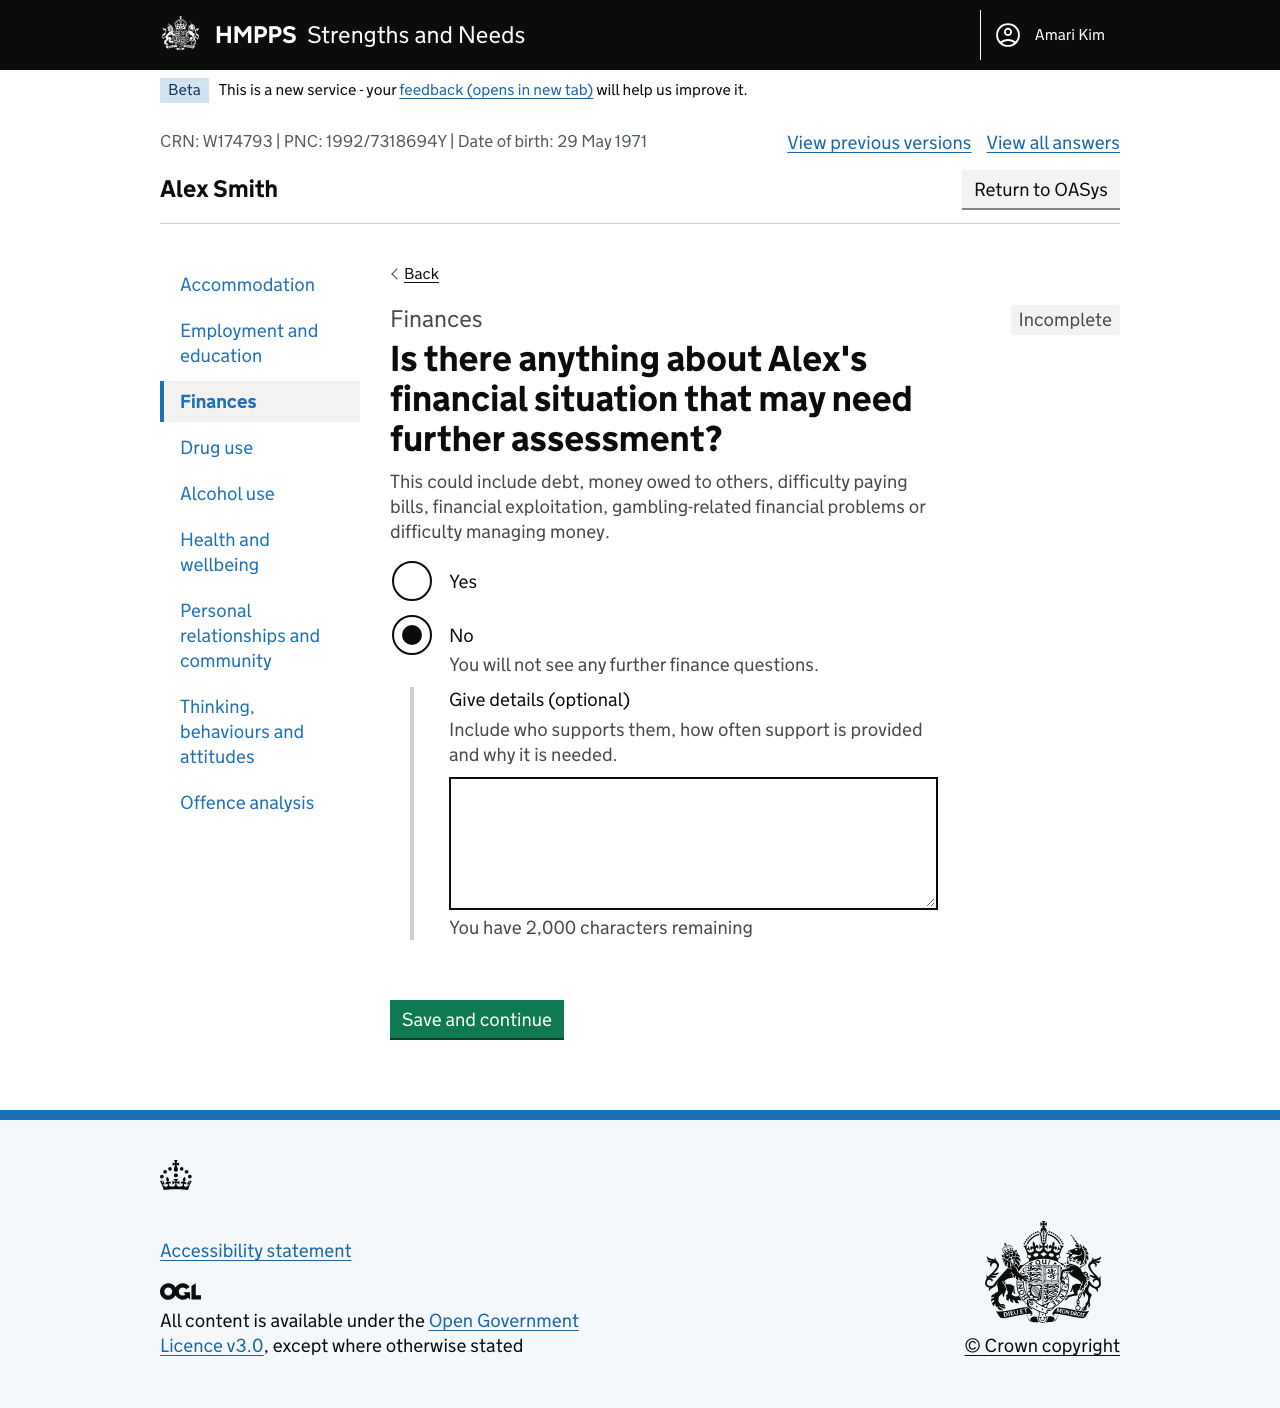 HMPPS Strengths and Needs
Amari Kim
Beta This is a new service - your feedback (opens in new tab) will help us improve it.
CRN: W174793 | PNC: 1992/7318694Y | Date of birth: 29 May 1971
View previous versions View all answers
Alex Smith
Return to OASys
Accommodation
Employment and
education
Finances
Drug use
Alcohol use
Health and
wellbeing
Personal
relationships and
community
Thinking,
behaviours and
attitudes
Offence analysis
Back
Finances
Incomplete
Is there anything about Alex's
financial situation that may need
further assessment?
This could include debt, money owed to others, difficulty paying
bills, financial exploitation, gambling-related financial problems or
difficulty managing money.
Yes
No
You will not see any further finance questions.
Give details (optional)
Include who supports them, how often support is provided
and why it is needed.
You have 2,000 characters remaining
Save and continue
Accessibility statement
OGL
All content is available under the Open Government
Licence v3.0, except where otherwise stated
© Crown copyright